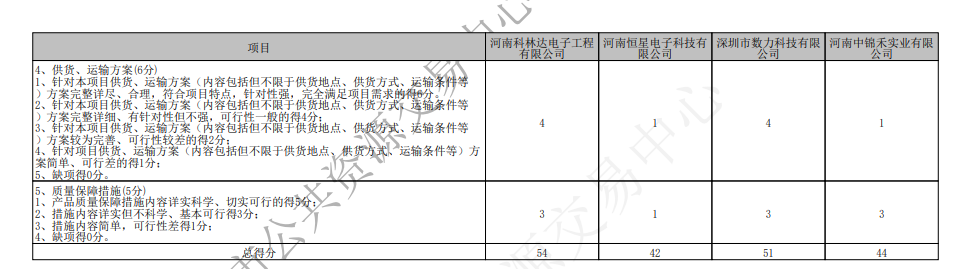 项目
河南科林达电子工程
有限公司
河南恒星电子科技有
限公司
深圳市数力科技有限
公司
河南中锦禾实业有限
公司
4、供货、运输方案(6分)
1、针对本项目供货、运输方案（内容包括但不限于供货地点、供货方式、运输条件等
）方案完整详尽、合理，符合项目特点，针对性强，完全满足项目需求的得6分。
2、针对本项目供货、运输方案（内容包括但不限于供货地点、供货方式、运输条件等
）方案完整详细、有针对性但不强，可行性一般的得4分；
3、针对本项目供货、运输方案（内容包括但不限于供货地点、供货方式、运输条件等
）方案较为完善、可行性较差的得2分；
4、针对项目供货、运输方案（内容包括但不限于供货地点、供货方式、运输条件等）方
案简单、可行差的得1分；
5、缺项得0分。
4
1
4
1
5、质量保障措施(5分)
1、产品质量保障措施内容详实科学、切实可行的得5分；
2、措施内容详实但不科学、基本可行得3分；
3、措施内容简单，可行性差得1分；
4、缺项得0分。
3
1
3
3
总得分
54
42
51
44
公共资源交易中心
源交易中心